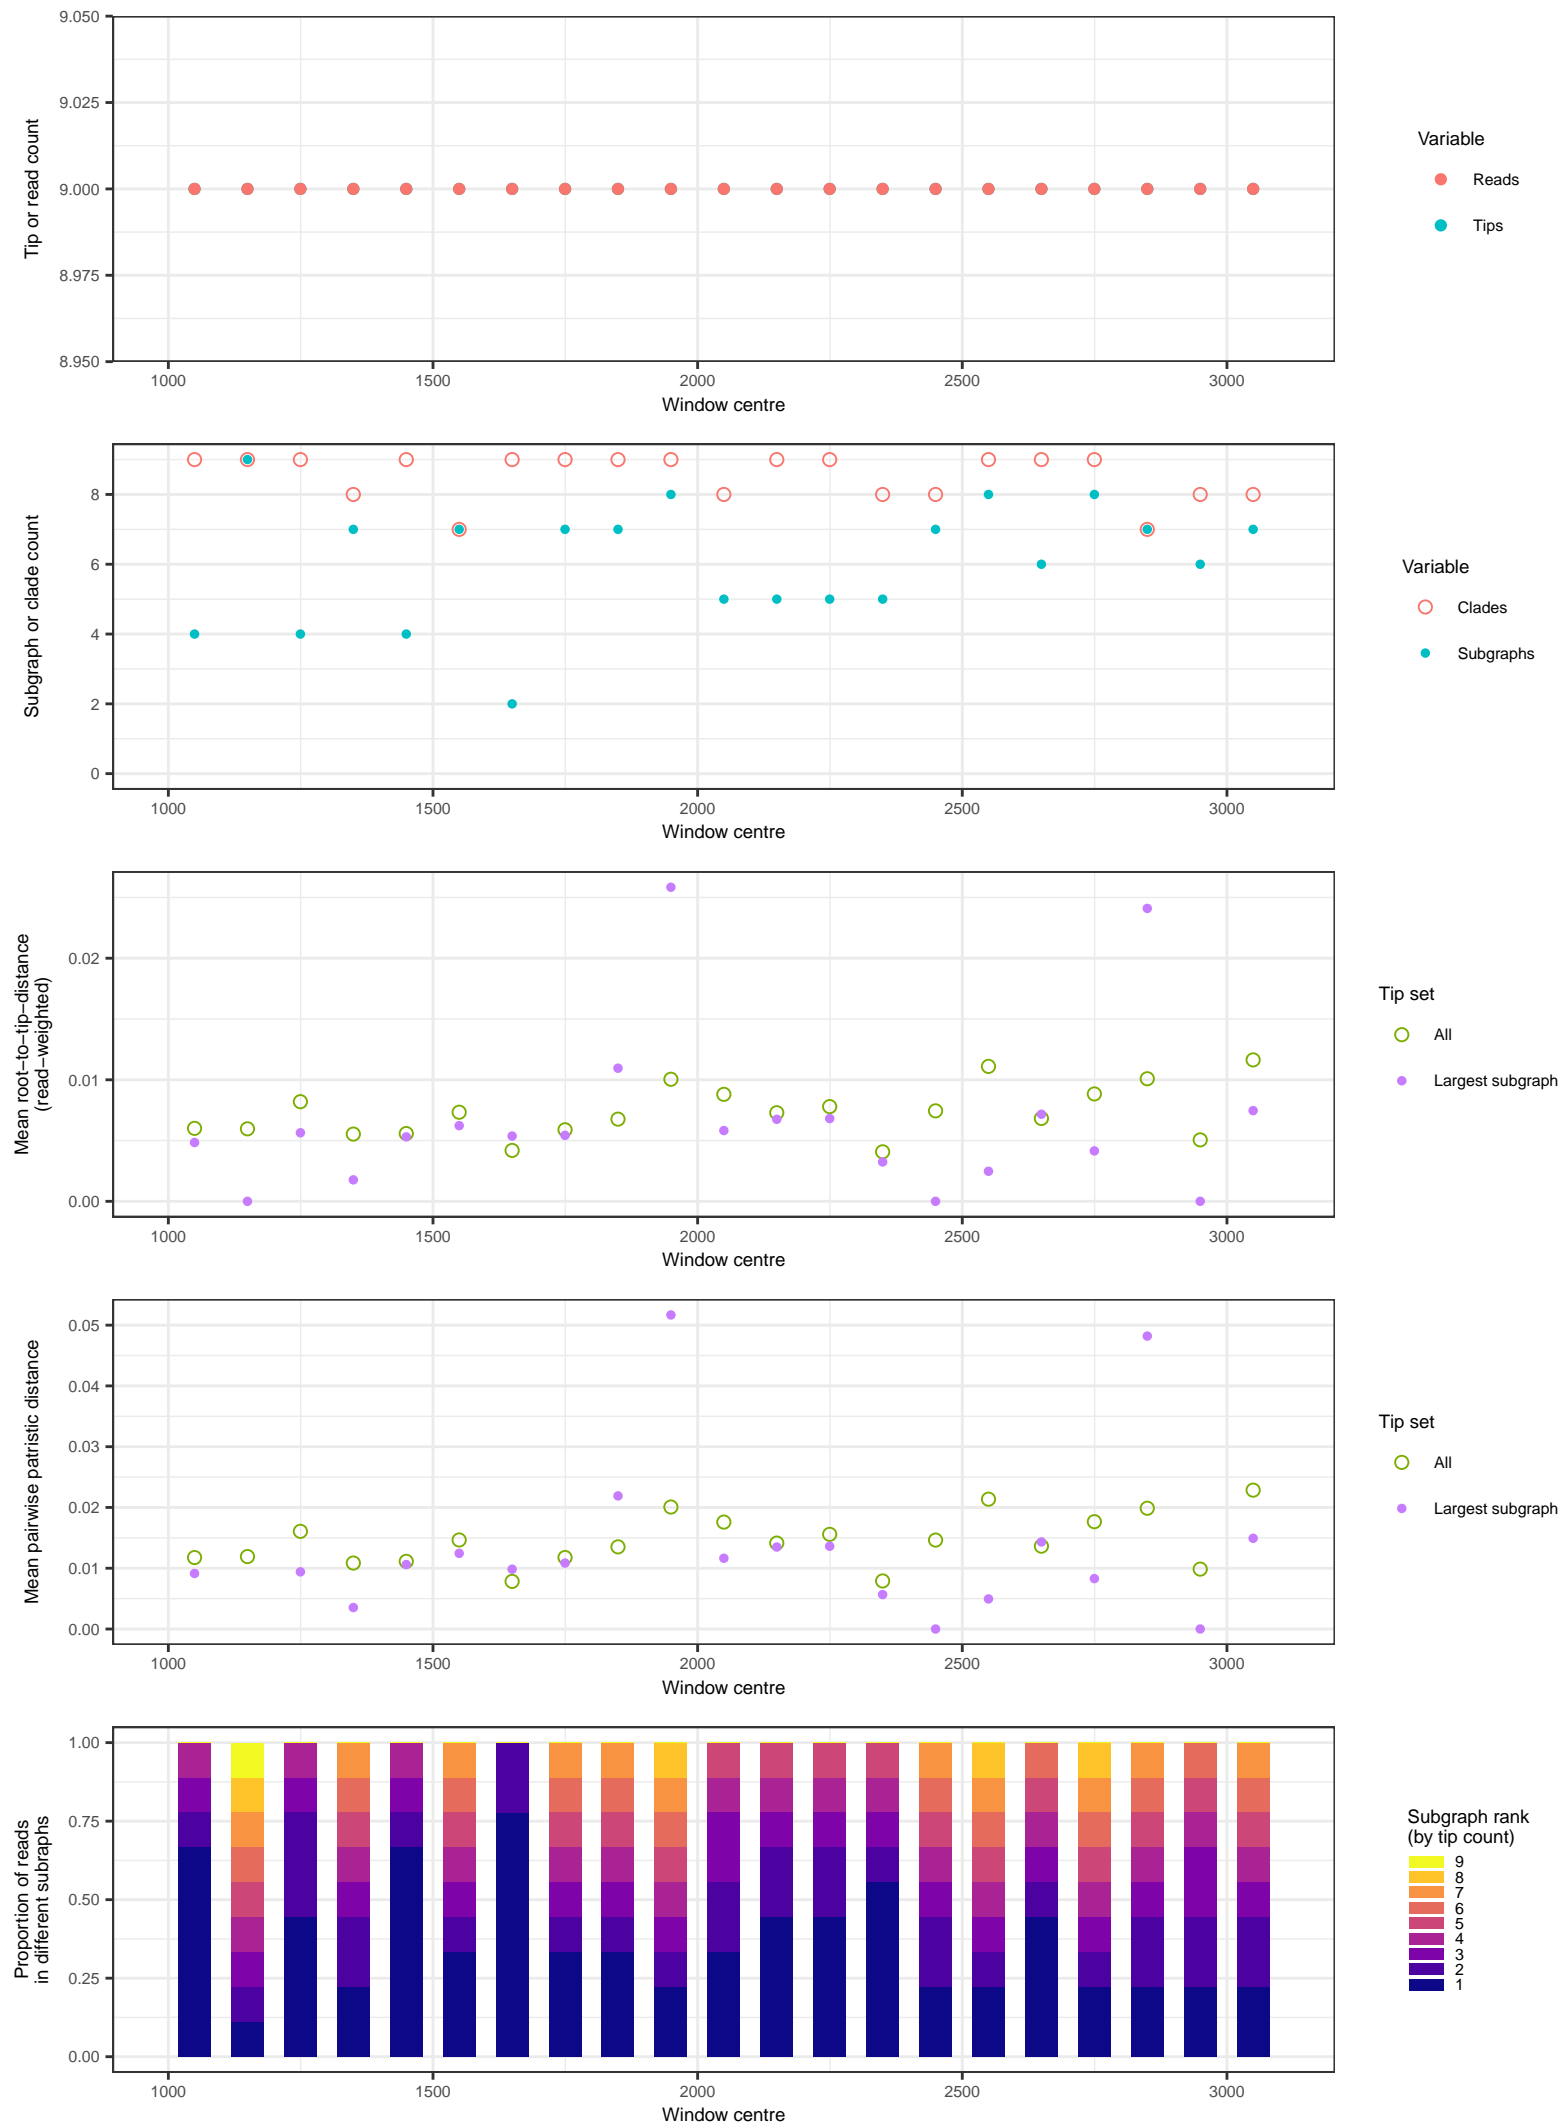 9.050
9.025
9.000
8.975
8.950
Tip or read count
1000 1500 2000 2500 3000
Window centre
Variable
Reads
Tips
8
6
4
2
0
Subgraph or clade count
1000 1500 2000 2500 3000
Window centre
Variable
Clades
Subgraphs
0.02
0.01
0.00
Mean root−to−tip−distance
(read−weighted)
1000 1500 2000 2500 3000
Window centre
Tip set
All
Largest subgraph
0.05
0.04
0.03
0.02
0.01
0.00
Mean pairwise patristic distance
1000 1500 2000 2500 3000
Window centre
Tip set
All
Largest subgraph
1.00
0.75
0.50
0.25
0.00
Proportion of reads
in different subraphs
1000 1500 2000 2500 3000
Window centre
Subgraph rank
(by tip count)
9
8
7
6
5
4
3
2
1